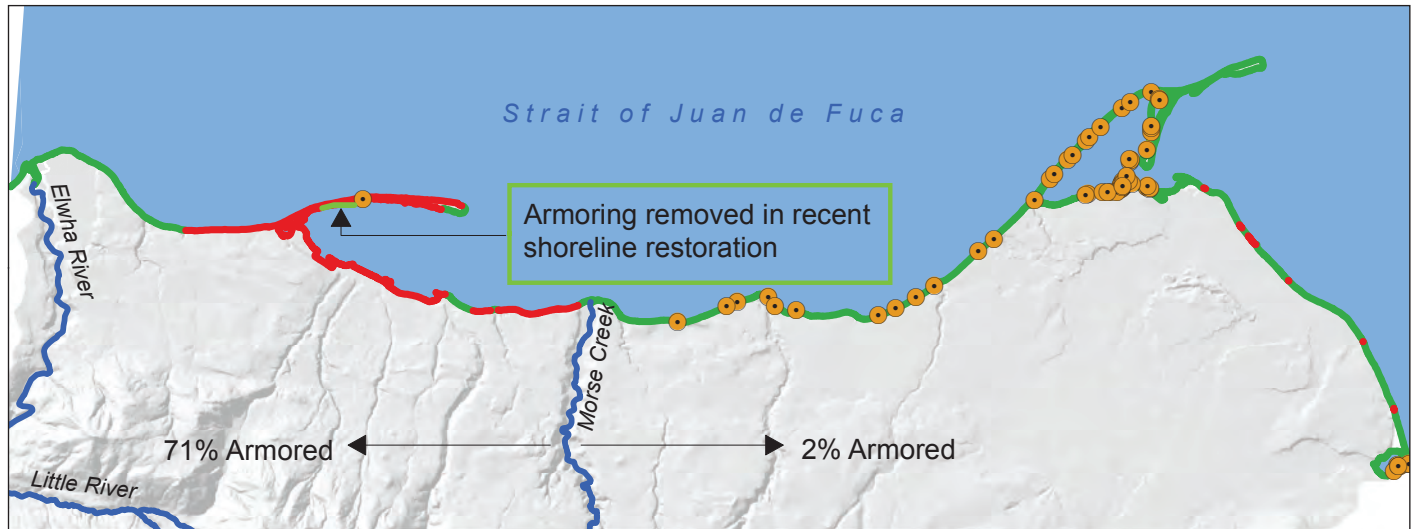 Strait of Juan de Fuca
Elwha River
Armoring removed in recent
shoreline restoration
Morse Creek
71% Armored
2% Armored
Little River